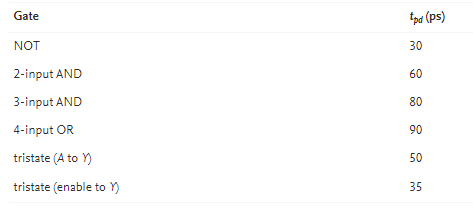 Gate tpd (ps)
NOT 30
2-input AND 60
3-input AND 80
4-input OR 90
tristate (A to Y) 50
tristate (enable to Y) 35